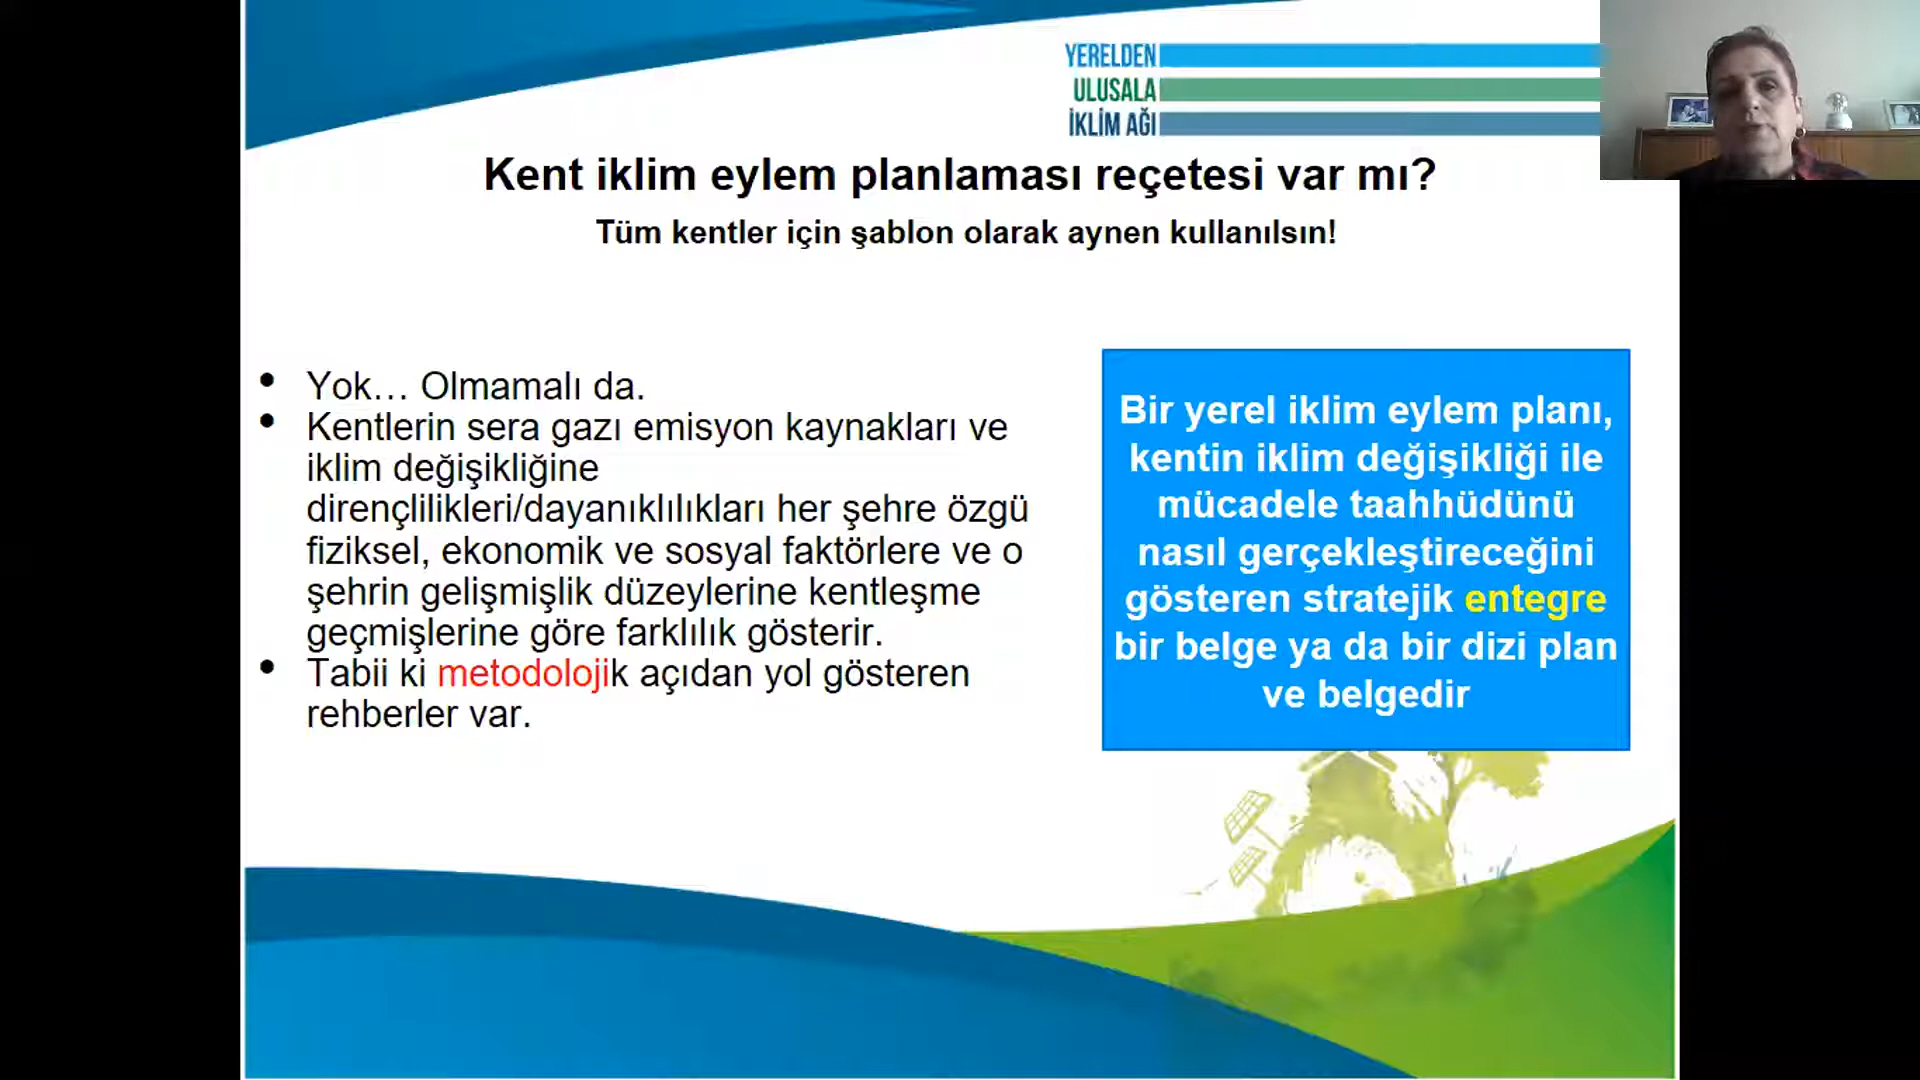 YERELDEN
ULUSALA
İKLİM AĞI
Kent iklim eylem planlaması reçetesi var mı?
Tüm kentler için şablon olarak aynen kullanılsın!
• Yok… Olmamalı da.
• Kentlerin sera gazı emisyon kaynakları ve
iklim değişikliğine
dirençlilikleri/dayanıklılıkları her şehre özgü
fiziksel, ekonomik ve sosyal faktörlere ve o
şehrin gelişmişlik düzeylerine kentleşme
geçmişlerine göre farklılık gösterir.
• Tabii ki metodolojik açıdan yol gösteren
rehberler var.
Bir yerel iklim eylem planı,
kentin iklim değişikliği ile
mücadele taahhüdünü
nasıl gerçekleştireceğini
gösteren stratejik entegre
bir belge ya da bir dizi plan
ve belgedir